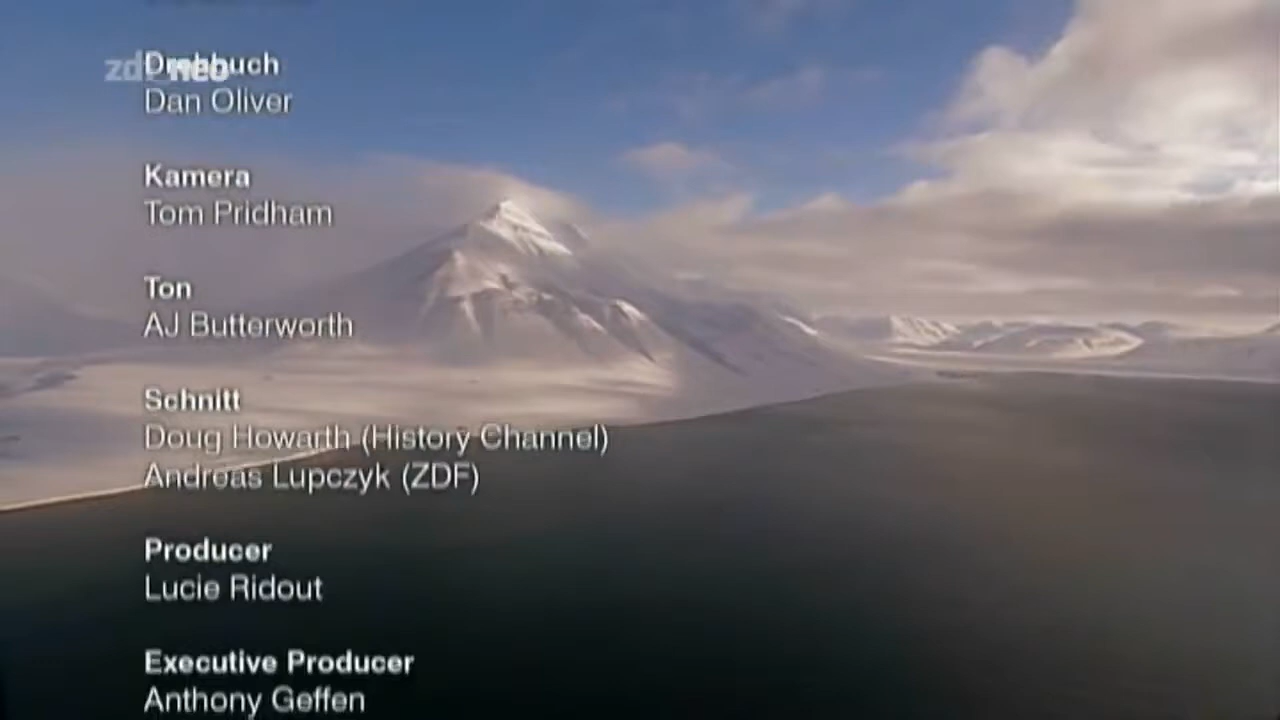 zdf_neo
Drehbuch
Dan Oliver
Kamera
Tom Pridham
Ton
AJ Butterworth
Schnitt
Doug Howarth (History Channel)
Andreas Lupczyk (ZDF)
Producer
Lucie Ridout
Executive Producer
Anthony Geffen